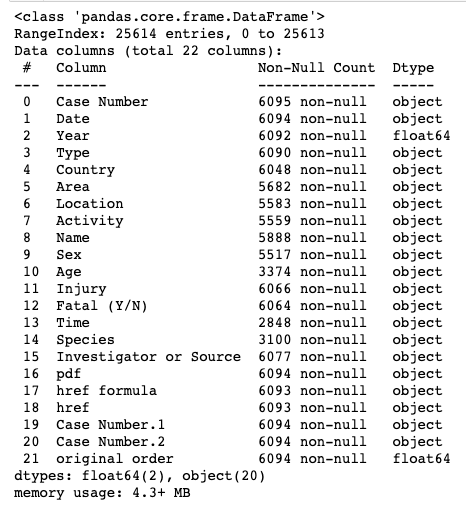 <class 'pandas.core.frame.DataFrame'>
RangeIndex: 25614 entries, 0 to 25613
Data columns (total 22 columns):
 #   Column                  Non-Null Count  Dtype
---  ------                  --------------  -----
 0   Case Number             6095 non-null   object
 1   Date                    6094 non-null   object
 2   Year                    6092 non-null   float64
 3   Type                    6090 non-null   object
 4   Country                 6048 non-null   object
 5   Area                    5682 non-null   object
 6   Location                5583 non-null   object
 7   Activity                5559 non-null   object
 8   Name                    5888 non-null   object
 9   Sex                     5517 non-null   object
 10  Age                     3374 non-null   object
 11  Injury                  6066 non-null   object
 12  Fatal (Y/N)             6064 non-null   object
 13  Time                    2848 non-null   object
 14  Species                 3100 non-null   object
 15  Investigator or Source  6077 non-null   object
 16  pdf                     6094 non-null   object
 17  href formula            6093 non-null   object
 18  href                    6093 non-null   object
 19  Case Number.1           6094 non-null   object
 20  Case Number.2           6094 non-null   object
 21  original order          6094 non-null   float64
dtypes: float64(2), object(20)
memory usage: 4.3+ MB